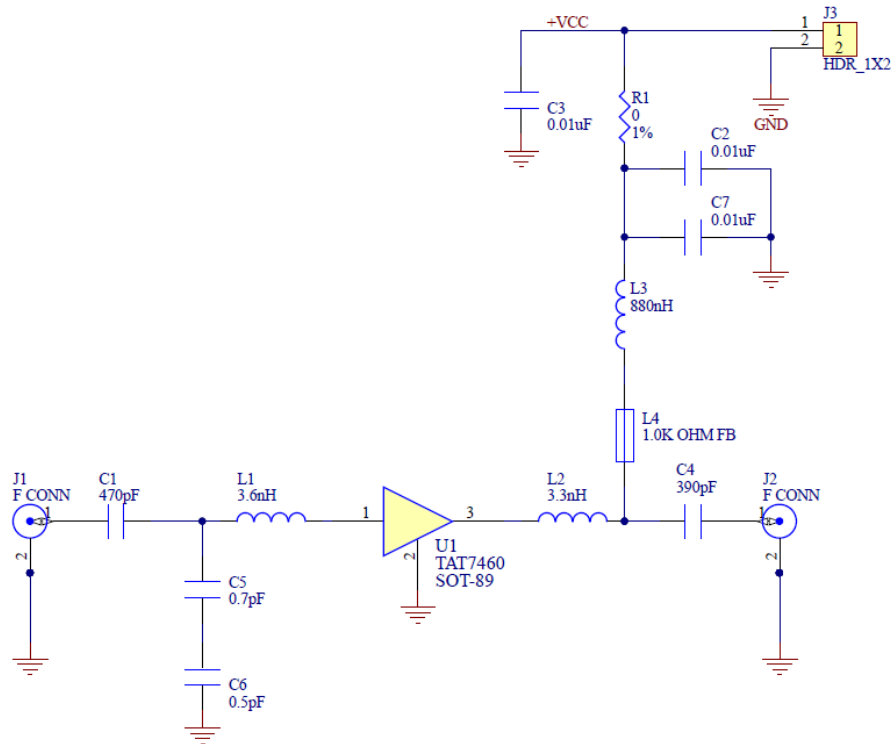 J3
+VCC
1
1
2
2
HDR_1X2
GND
C3
0.01uF
R1
0
1%
C2
0.01uF
C7
0.01uF
L3
880nH
L4
1.0K OHM FB
J1
F CONN
C1
470pF
L1
3.6nH
L2
3.3nH
C4
390pF
J2
F CONN
1
1
3
1
2
2
2
U1
TAT7460
SOT-89
C5
0.7pF
C6
0.5pF